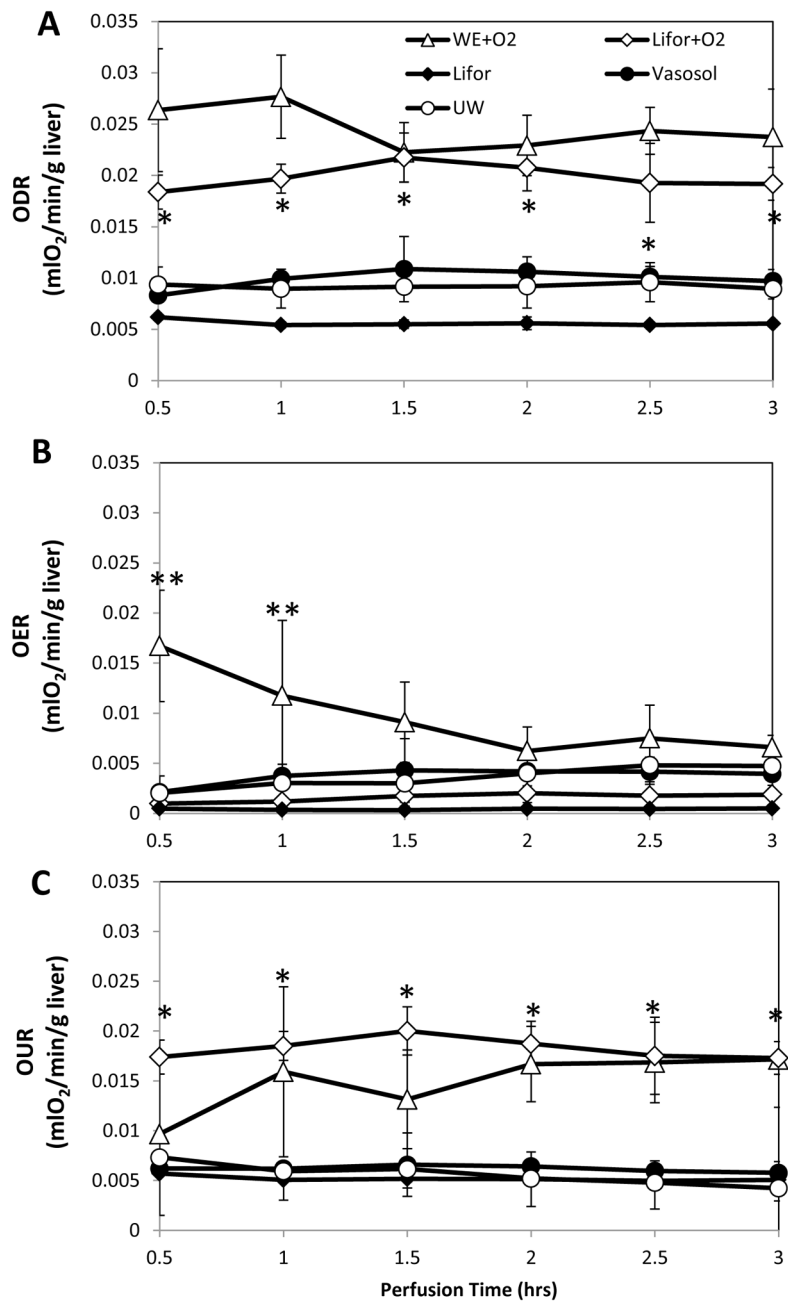 A
WE+O2
Lifor+O2
Lifor
Vasosol
UW
ODR
(mlO₂/min/g liver)
0.035
0.03
0.025
0.02
0.015
0.01
0.005
0
* * * * * *
0.5 1 1.5 2 2.5 3
B
OER
(mlO₂/min/g liver)
0.035
0.03
0.025
0.02
0.015
0.01
0.005
0
** **
0.5 1 1.5 2 2.5 3
C
OUR
(mlO₂/min/g liver)
0.035
0.03
0.025
0.02
0.015
0.01
0.005
0
* * * * * *
0.5 1 1.5 2 2.5 3
Perfusion Time (hrs)